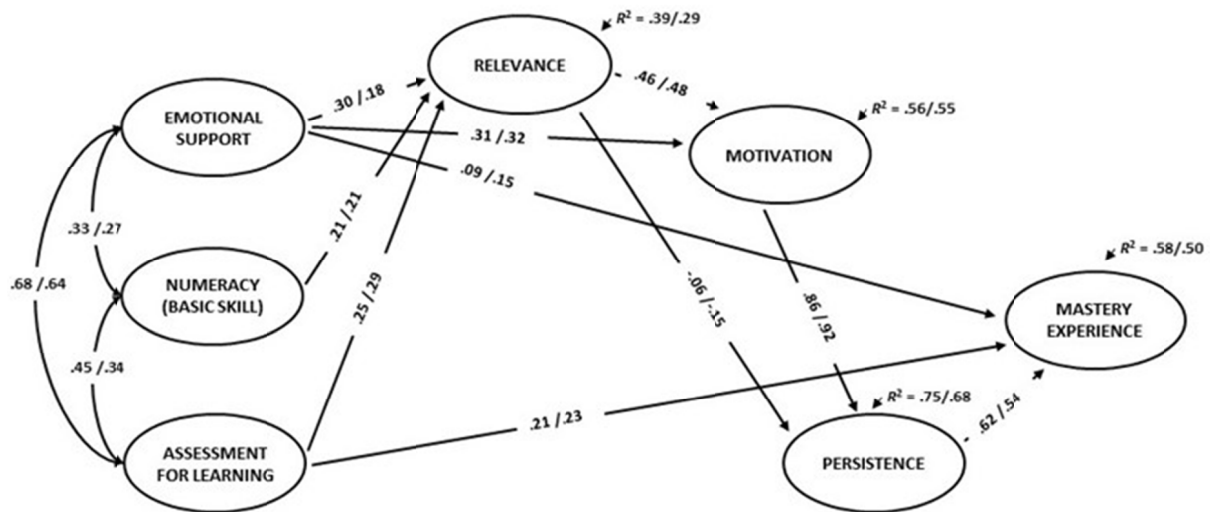 R² = .39/.29
RELEVANCE
.30 /.18
.46 /.48
EMOTIONAL
SUPPORT
R² = .56/.55
.31 /.32
MOTIVATION
.09 /.15
.21 /.21
.33 /.27
.68 /.64
NUMERACY
(BASIC SKILL)
R² = .58/.50
.25 /.29
-.06 /-.15
.86 /.92
MASTERY
EXPERIENCE
.45 /.34
R² = .75/.68
.21 /.23
.62 /.54
ASSESSMENT
FOR LEARNING
PERSISTENCE